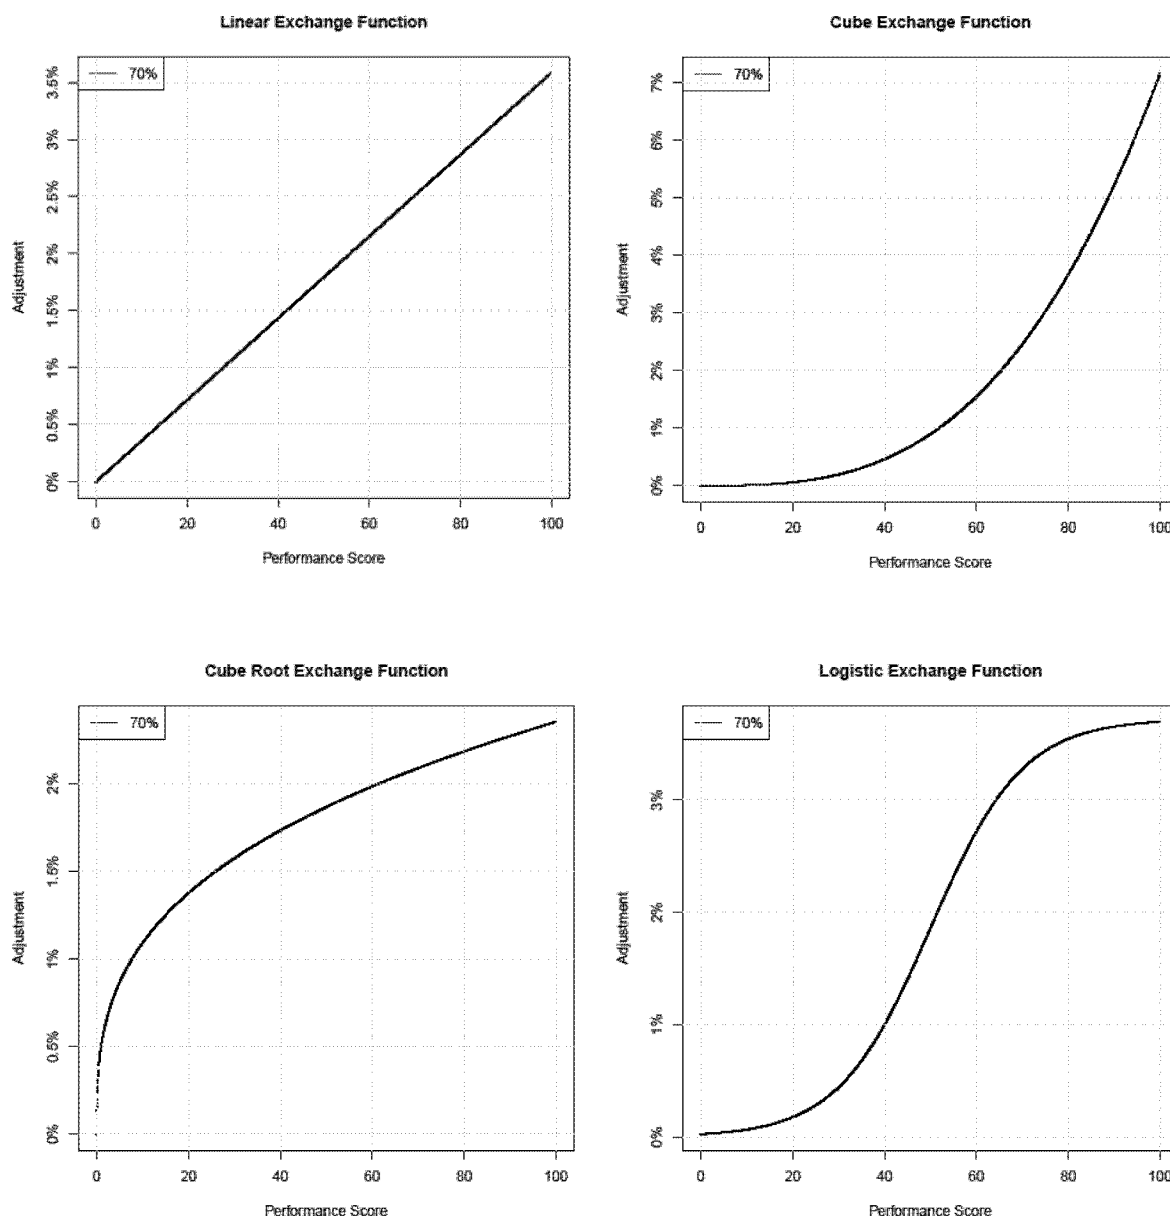 Linear Exchange Function
70%
3.5%
3%
2.5%
2%
1.5%
1%
0.5%
0%
Adjustment
0 20 40 60 80 100
Performance Score
Cube Exchange Function
70%
7%
6%
5%
4%
3%
2%
1%
0%
Adjustment
0 20 40 60 80 100
Performance Score
Cube Root Exchange Function
70%
2%
1.5%
1%
0.5%
0%
Adjustment
0 20 40 60 80 100
Performance Score
Logistic Exchange Function
70%
3%
2%
1%
0%
Adjustment
0 20 40 60 80 100
Performance Score